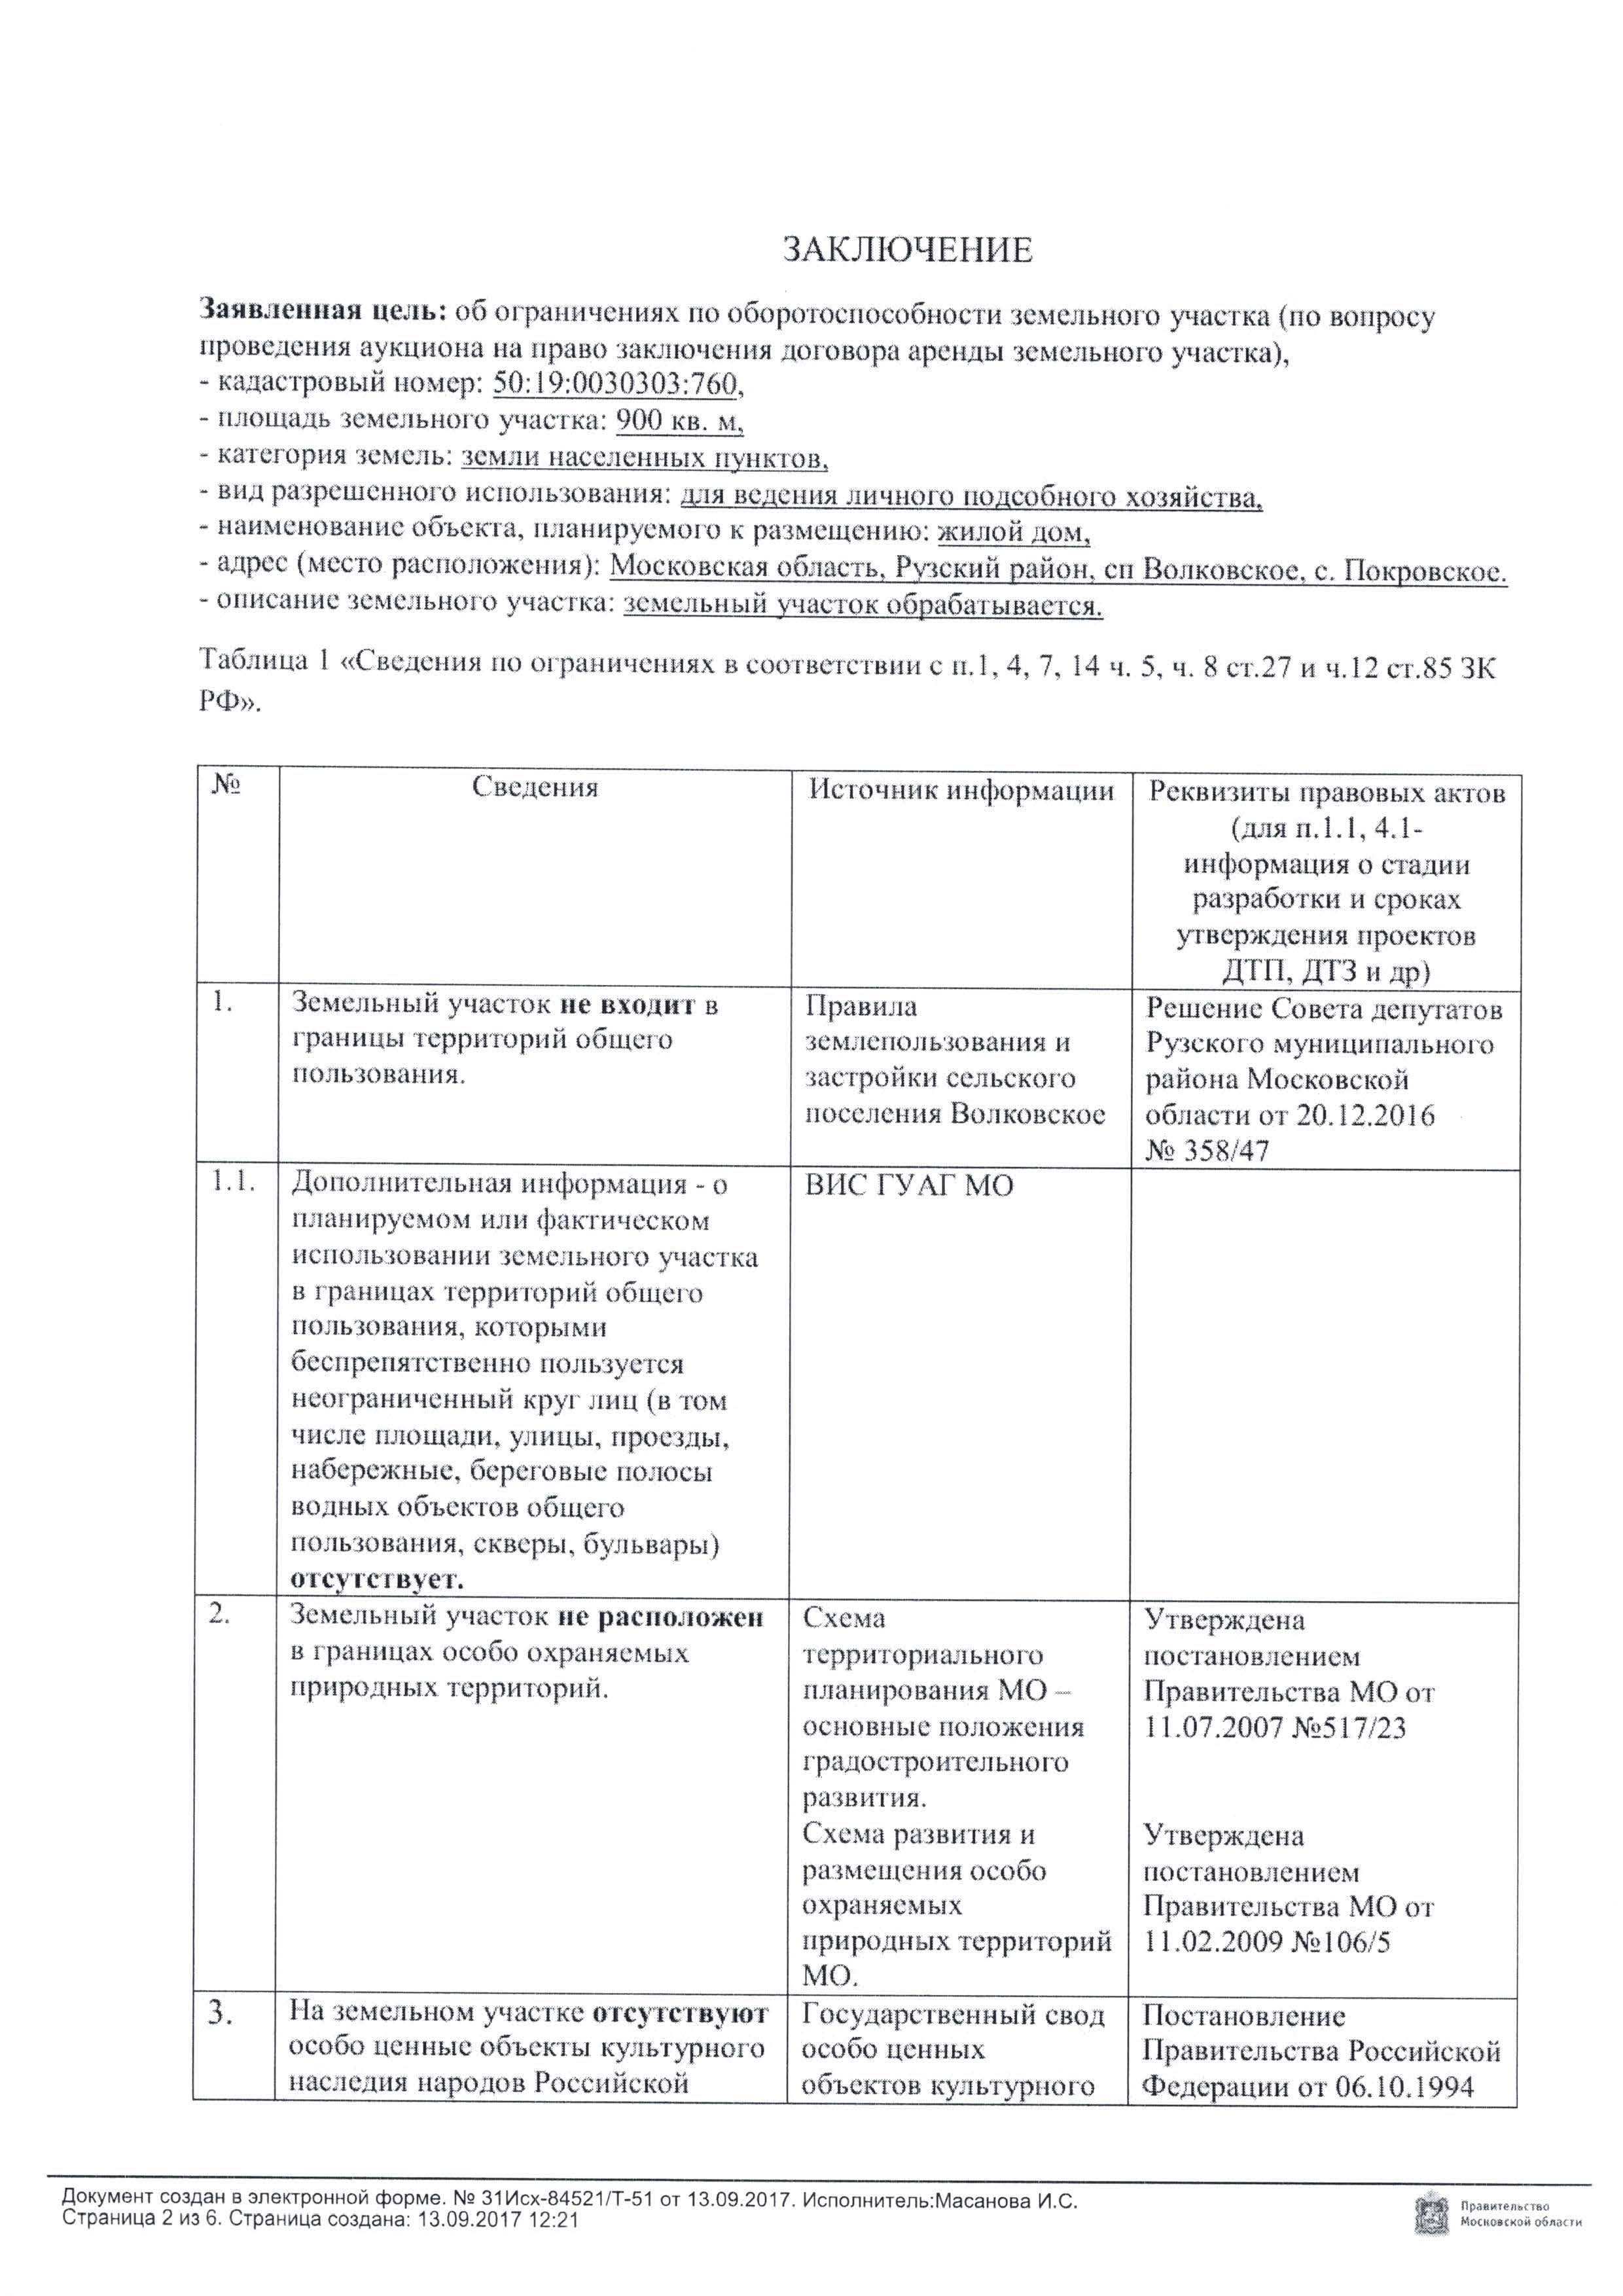 ЗАКЛЮЧЕНИЕ
Заявленная цель: об ограничениях по оборотоспособности земельного участка (по вопросу
проведения аукциона на право заключения договора аренды земельного участка),
- кадастровый номер: 50:19:0030303:760,
- площадь земельного участка: 900 кв. м,
- категория земель: земли населенных пунктов,
- вид разрешенного использования: для ведения личного подсобного хозяйства,
- наименование объекта, планируемого к размещению: жилой дом,
- адрес (место расположения): Московская область, Рузский район, сп Волковское, с. Покровское.
- описание земельного участка: земельный участок обрабатывается.
Таблица 1 «Сведения по ограничениях в соответствии с п.1, 4, 7, 14 ч. 5, ч. 8 ст.27 и ч.12 ст.85 ЗК
РФ».
№
Сведения
Источник информации
Реквизиты правовых актов
(для п.1.1, 4.1-
информация о стадии
разработки и сроках
утверждения проектов
ДТП, ДТЗ и др)
1.
Земельный участок не входит в
границы территорий общего
пользования.
Правила
землепользования и
застройки сельского
поселения Волковское
Решение Совета депутатов
Рузского муниципального
района Московской
области от 20.12.2016
№ 358/47
1.1.
Дополнительная информация - о
планируемом или фактическом
использовании земельного участка
в границах территорий общего
пользования, которыми
беспрепятственно пользуется
неограниченный круг лиц (в том
числе площади, улицы, проезды,
набережные, береговые полосы
водных объектов общего
пользования, скверы, бульвары)
отсутствует.
ВИС ГУАГ МО
2.
Земельный участок не расположен
в границах особо охраняемых
природных территорий.
Схема
территориального
планирования МО –
основные положения
градостроительного
развития.
Схема развития и
размещения особо
охраняемых
природных территорий
МО.
Утверждена
постановлением
Правительства МО от
11.07.2007 №517/23
Утверждена
постановлением
Правительства МО от
11.02.2009 №106/5
3.
На земельном участке отсутствуют
особо ценные объекты культурного
наследия народов Российской
Государственный свод
особо ценных
объектов культурного
Постановление
Правительства Российской
Федерации от 06.10.1994
Документ создан в электронной форме. № 31Исх-84521/Т-51 от 13.09.2017. Исполнитель:Масанова И.С.
Страница 2 из 6. Страница создана: 13.09.2017 12:21
Правительство
Московской области